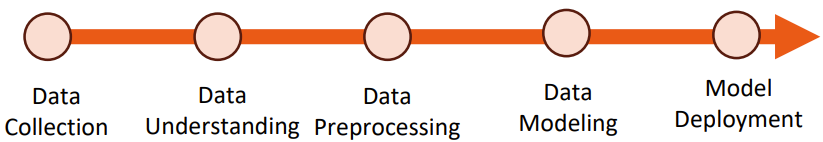 Data
Collection
Data
Understanding
Data
Preprocessing
Data
Modeling
Model
Deployment